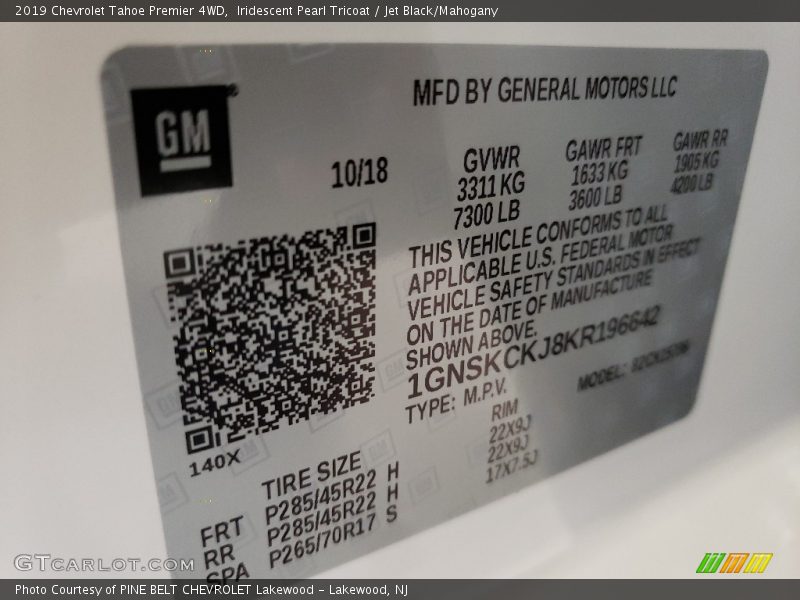 2019 Chevrolet Tahoe Premier 4WD, Iridescent Pearl Tricoat / Jet Black/Mahogany
GM
MFD BY GENERAL MOTORS LLC
10/18
GVWR
3311 KG
7300 LB
GAWR FRT
1633 KG
3600 LB
GAWR RR
1905 KG
4200 LB
THIS VEHICLE CONFORMS TO ALL
APPLICABLE U.S. FEDERAL MOTOR
VEHICLE SAFETY STANDARDS IN EFFECT
ON THE DATE OF MANUFACTURE
SHOWN ABOVE.
1GNSKCKJ8KR196642
TYPE: M.P.V.
MODEL:
140X
TIRE SIZE RIM
FRT P285/45R22 H 22X9J
RR P285/45R22 H 22X9J
SPA P265/70R17 S 17X7.5J
GTCarLot.com
Photo Courtesy of PINE BELT CHEVROLET Lakewood - Lakewood, NJ